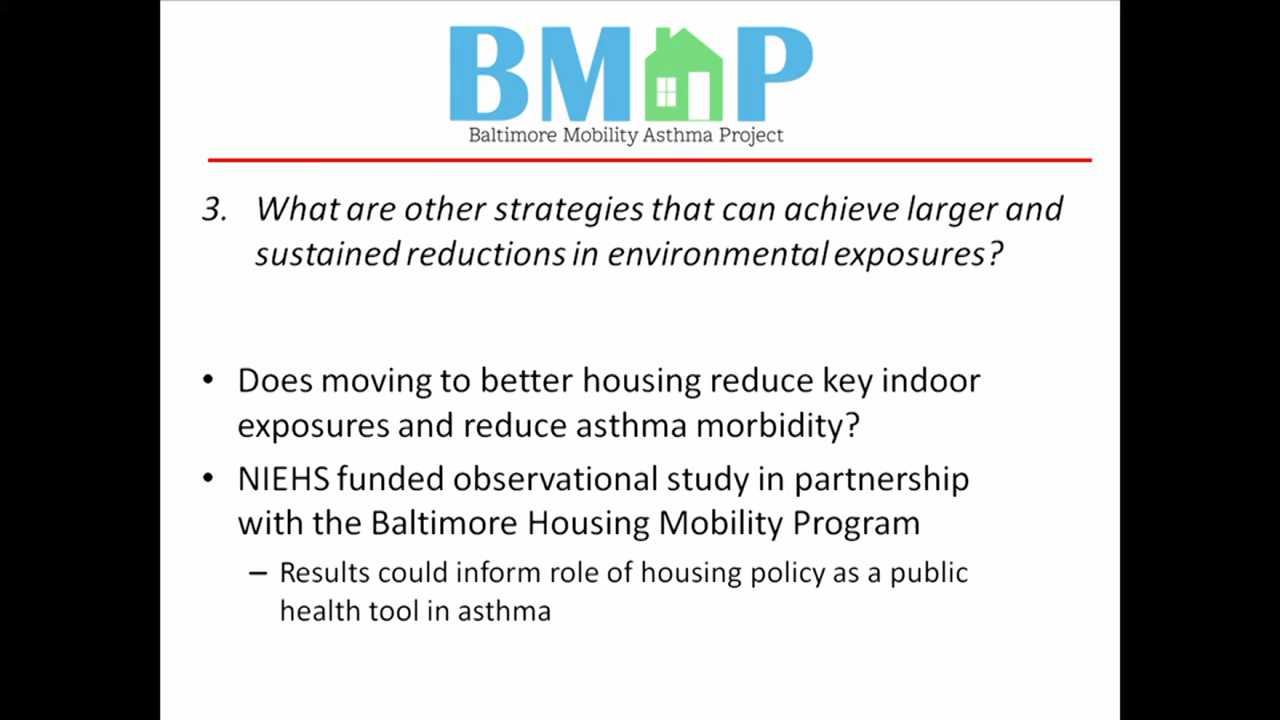 BMAP
Baltimore Mobility Asthma Project
3. What are other strategies that can achieve larger and
sustained reductions in environmental exposures?
• Does moving to better housing reduce key indoor
exposures and reduce asthma morbidity?
• NIEHS funded observational study in partnership
with the Baltimore Housing Mobility Program
– Results could inform role of housing policy as a public
health tool in asthma